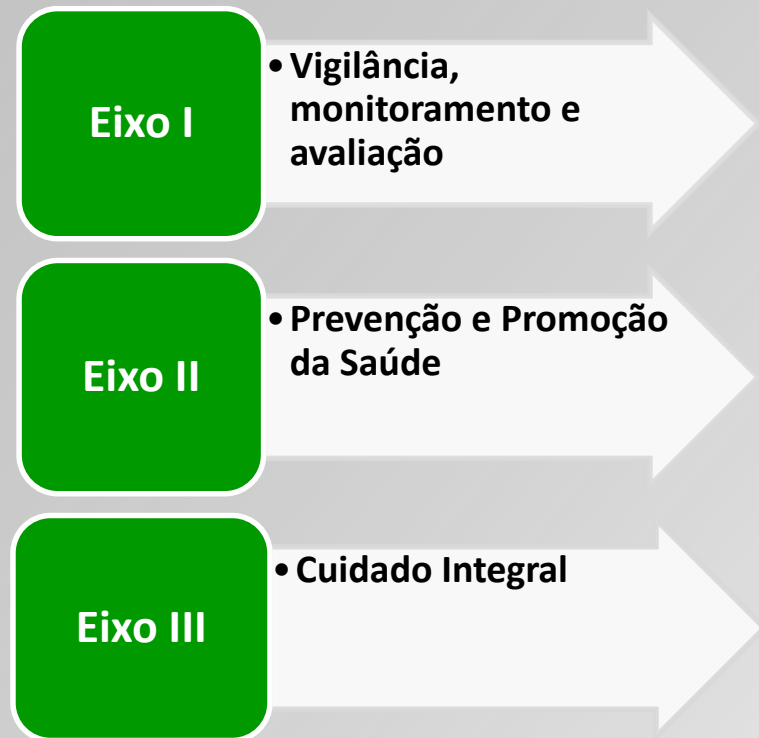 Eixo I
• Vigilância,
monitoramento e
avaliação
Eixo II
• Prevenção e Promoção
da Saúde
Eixo III
• Cuidado Integral